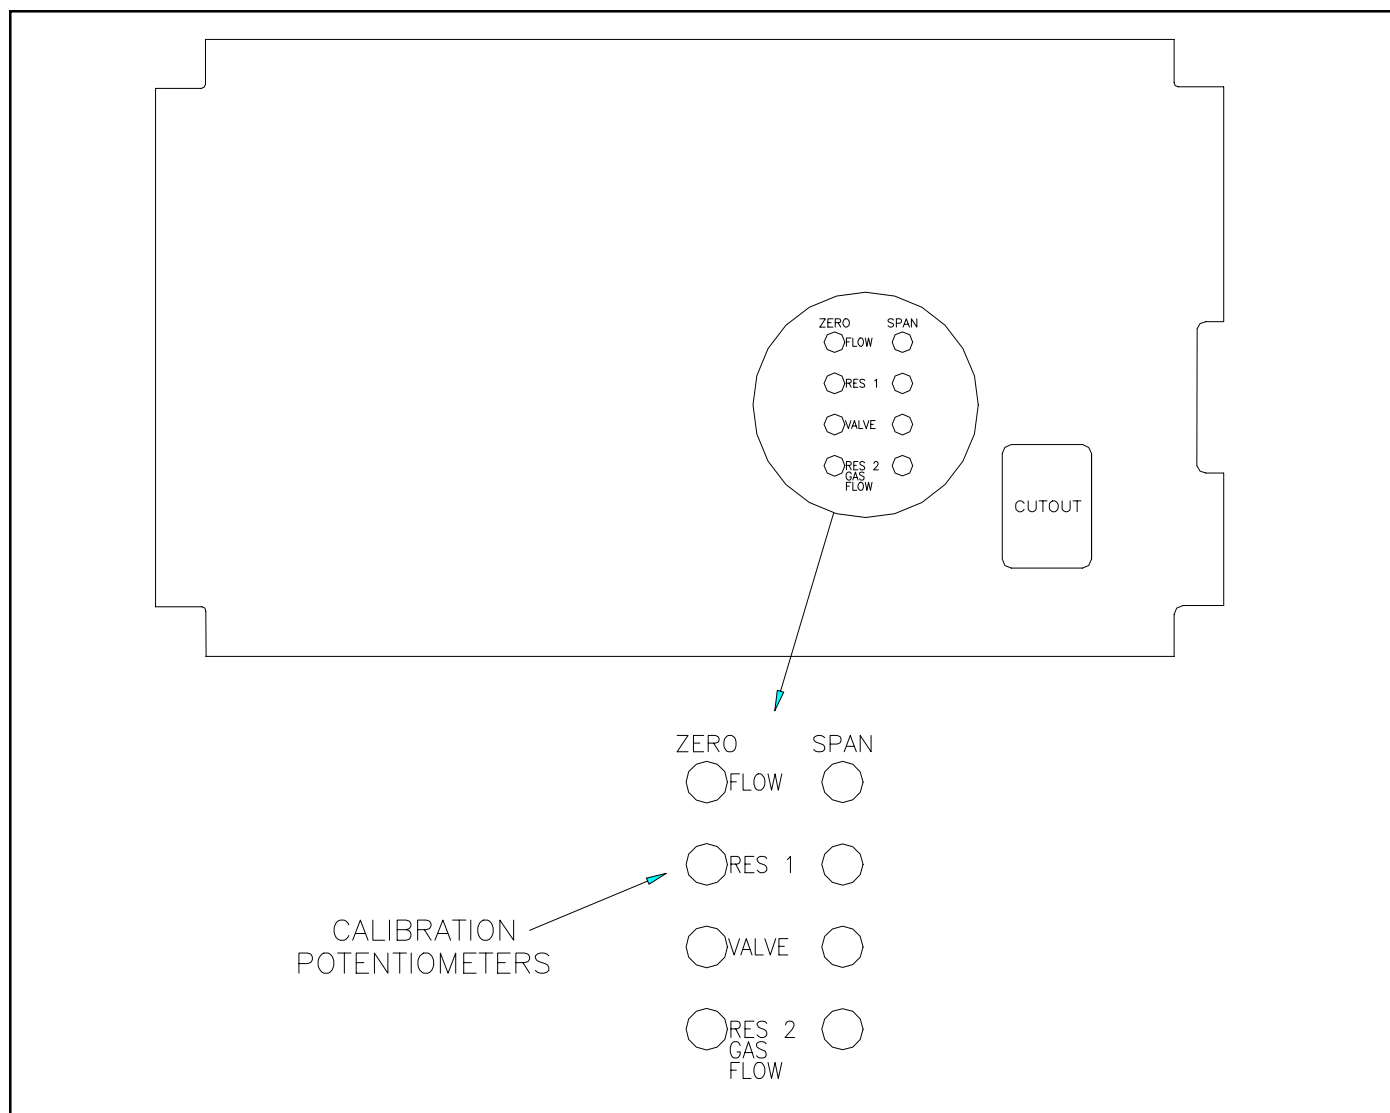 ZERO SPAN
FLOW
RES 1
VALVE
RES 2
GAS
FLOW
CUTOUT
ZERO SPAN
FLOW
RES 1
CALIBRATION
POTENTIOMETERS
VALVE
RES 2
GAS
FLOW